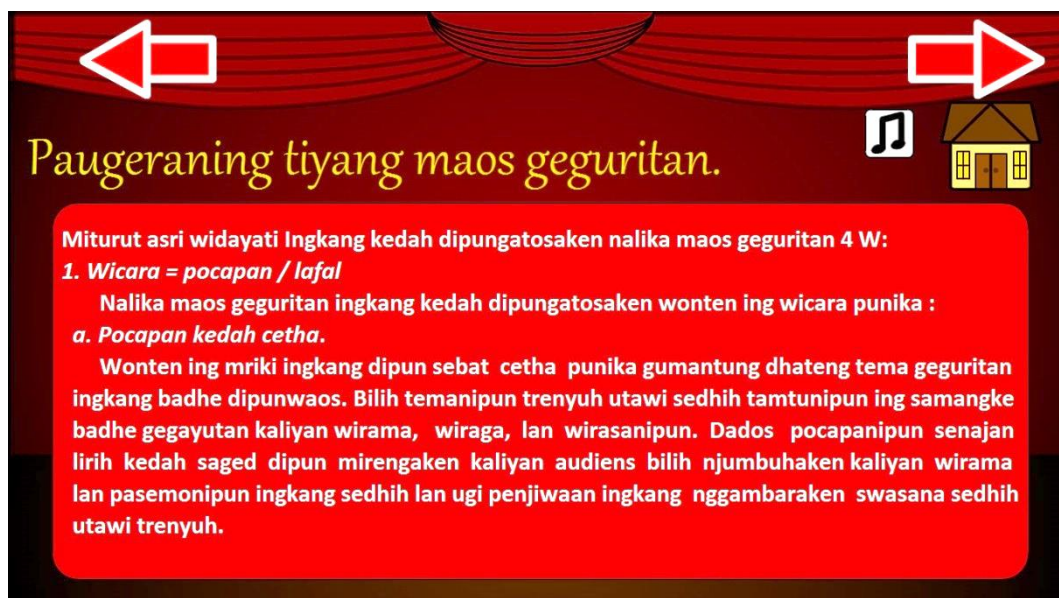 Paugeraning tiyang maos geguritan.
Miturut asri widayati Ingkang kedah dipungatosaken nalika maos geguritan 4 W:
1. Wicara = pocapan / lafal
Nalika maos geguritan ingkang kedah dipungatosaken wonten ing wicara punika :
a. Pocapan kedah cetha.
Wonten ing mriki ingkang dipun sebat cetha punika gumantung dhateng tema geguritan
ingkang badhe dipunwaos. Bilih temanipun trenyuh utawi sedhih tamtunipun ing samangke
badhe gegayutan kaliyan wirama, wiraga, lan wirasanipun. Dados pocapanipun senajan
lirih kedah saged dipun mirengaken kaliyan audiens bilih njumbuhaken kaliyan wirama
lan pasemonipun ingkang sedhih lan ugi penjiwaan ingkang nggambaraken swasana sedhih
utawi trenyuh.